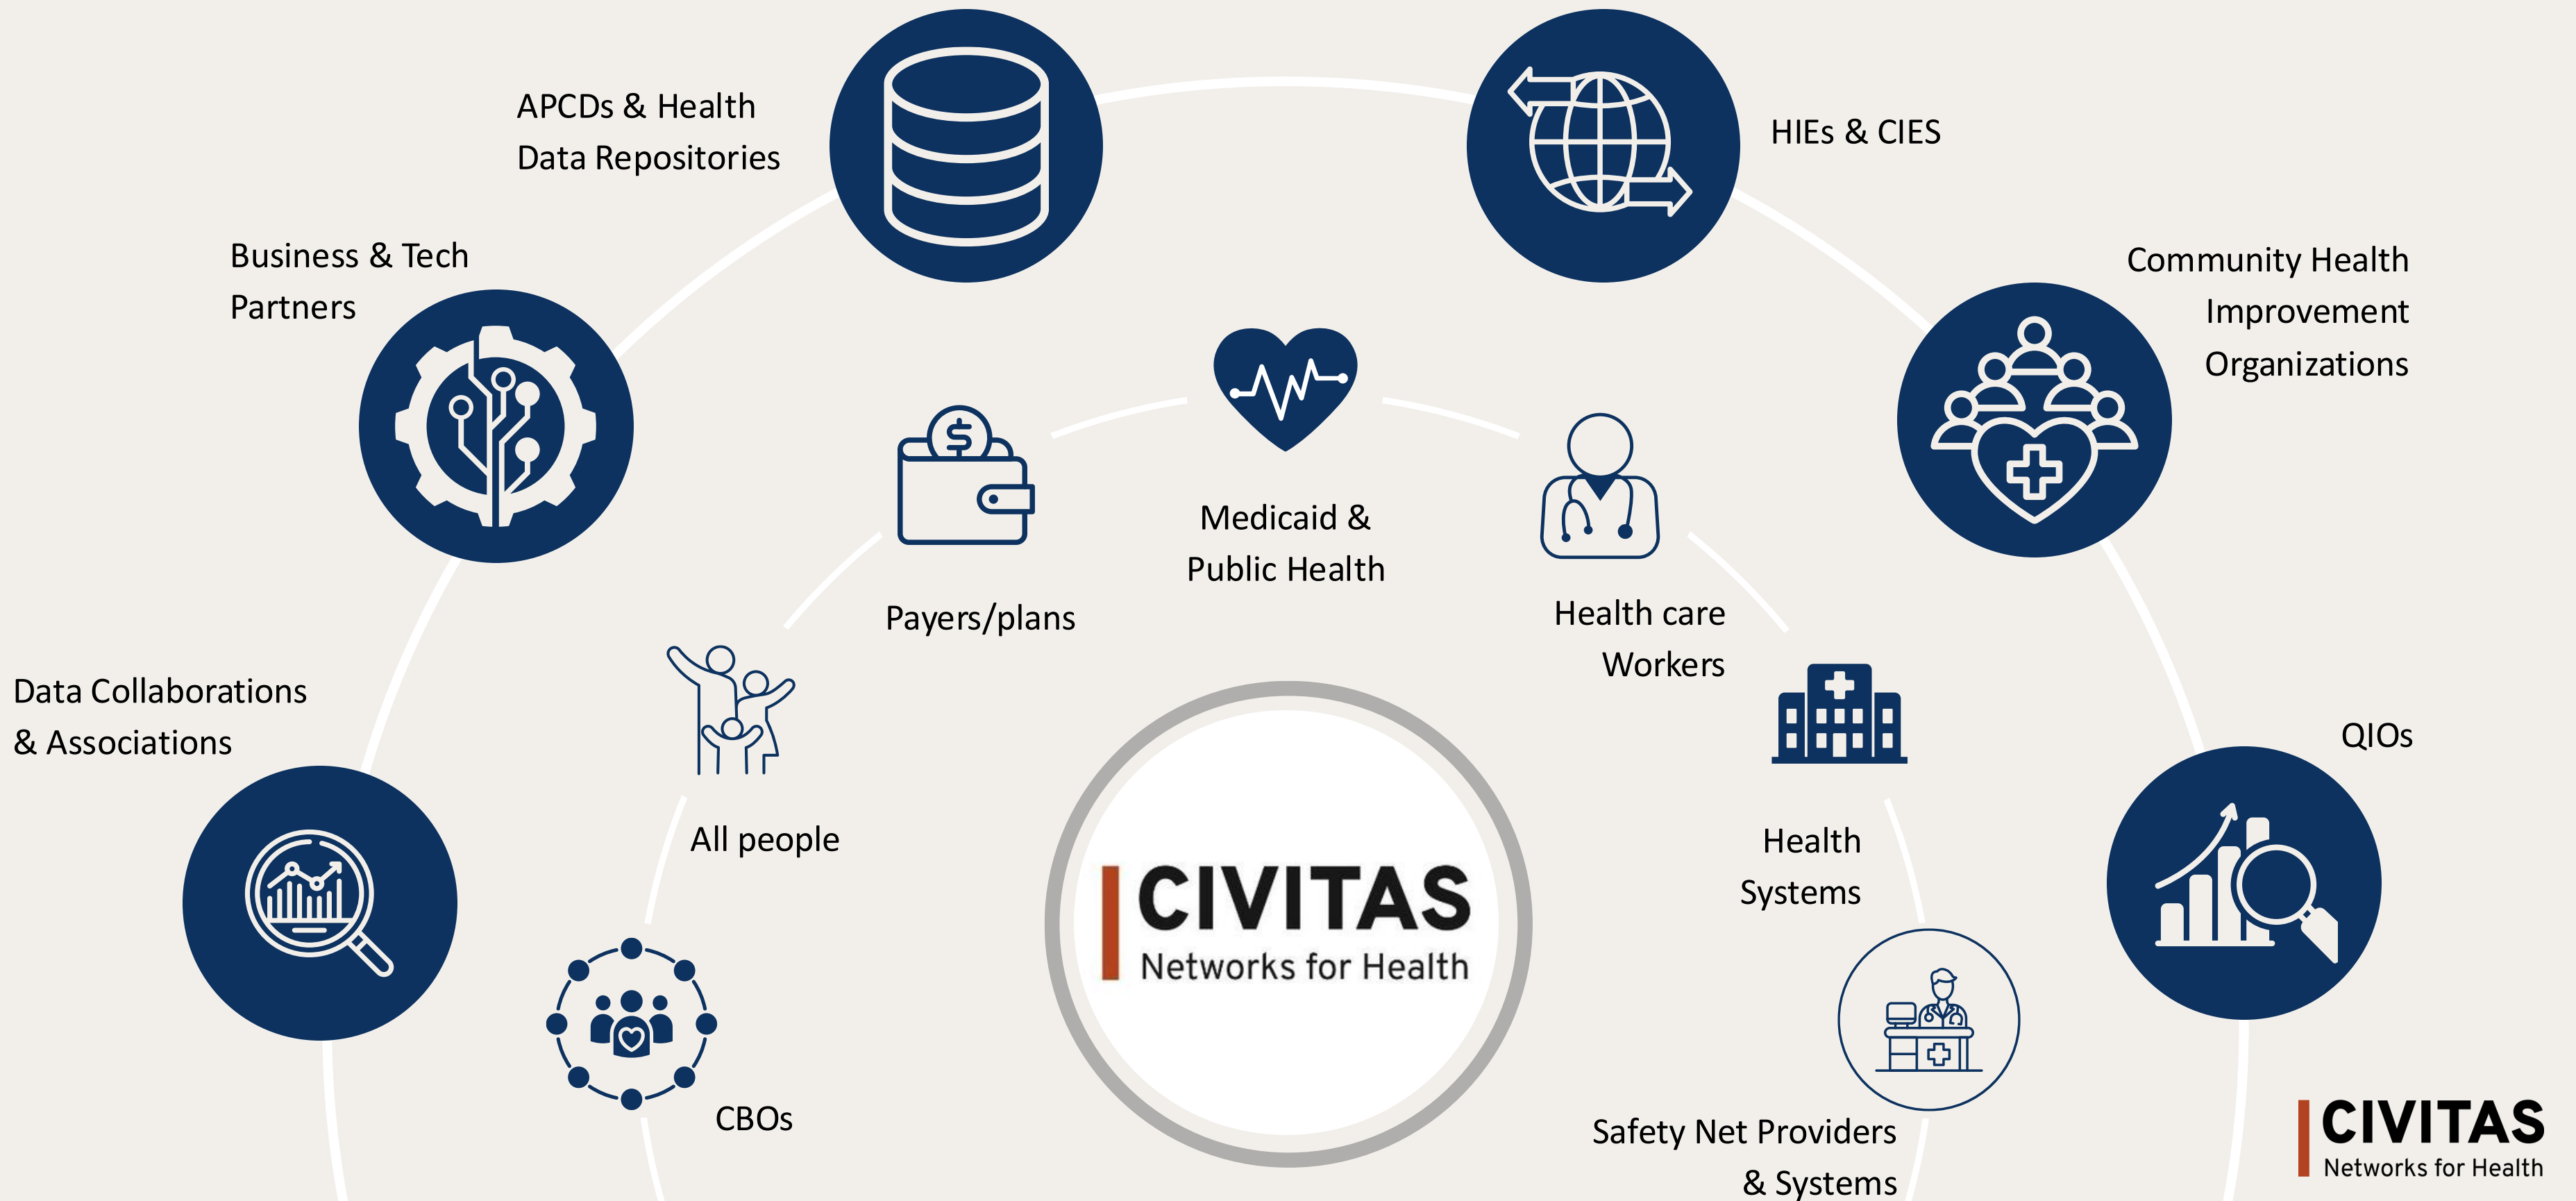 APCDs & Health
Data Repositories
HIEs & CIES
Business & Tech
Partners
Community Health
Improvement
Organizations
$
Medicaid &
Public Health
Payers/plans
Health care
Workers
Data Collaborations
& Associations
QIOs
All people
Health
Systems
CIVITAS
Networks for Health
CBOs
Safety Net Providers
& Systems
CIVITAS
Networks for Health